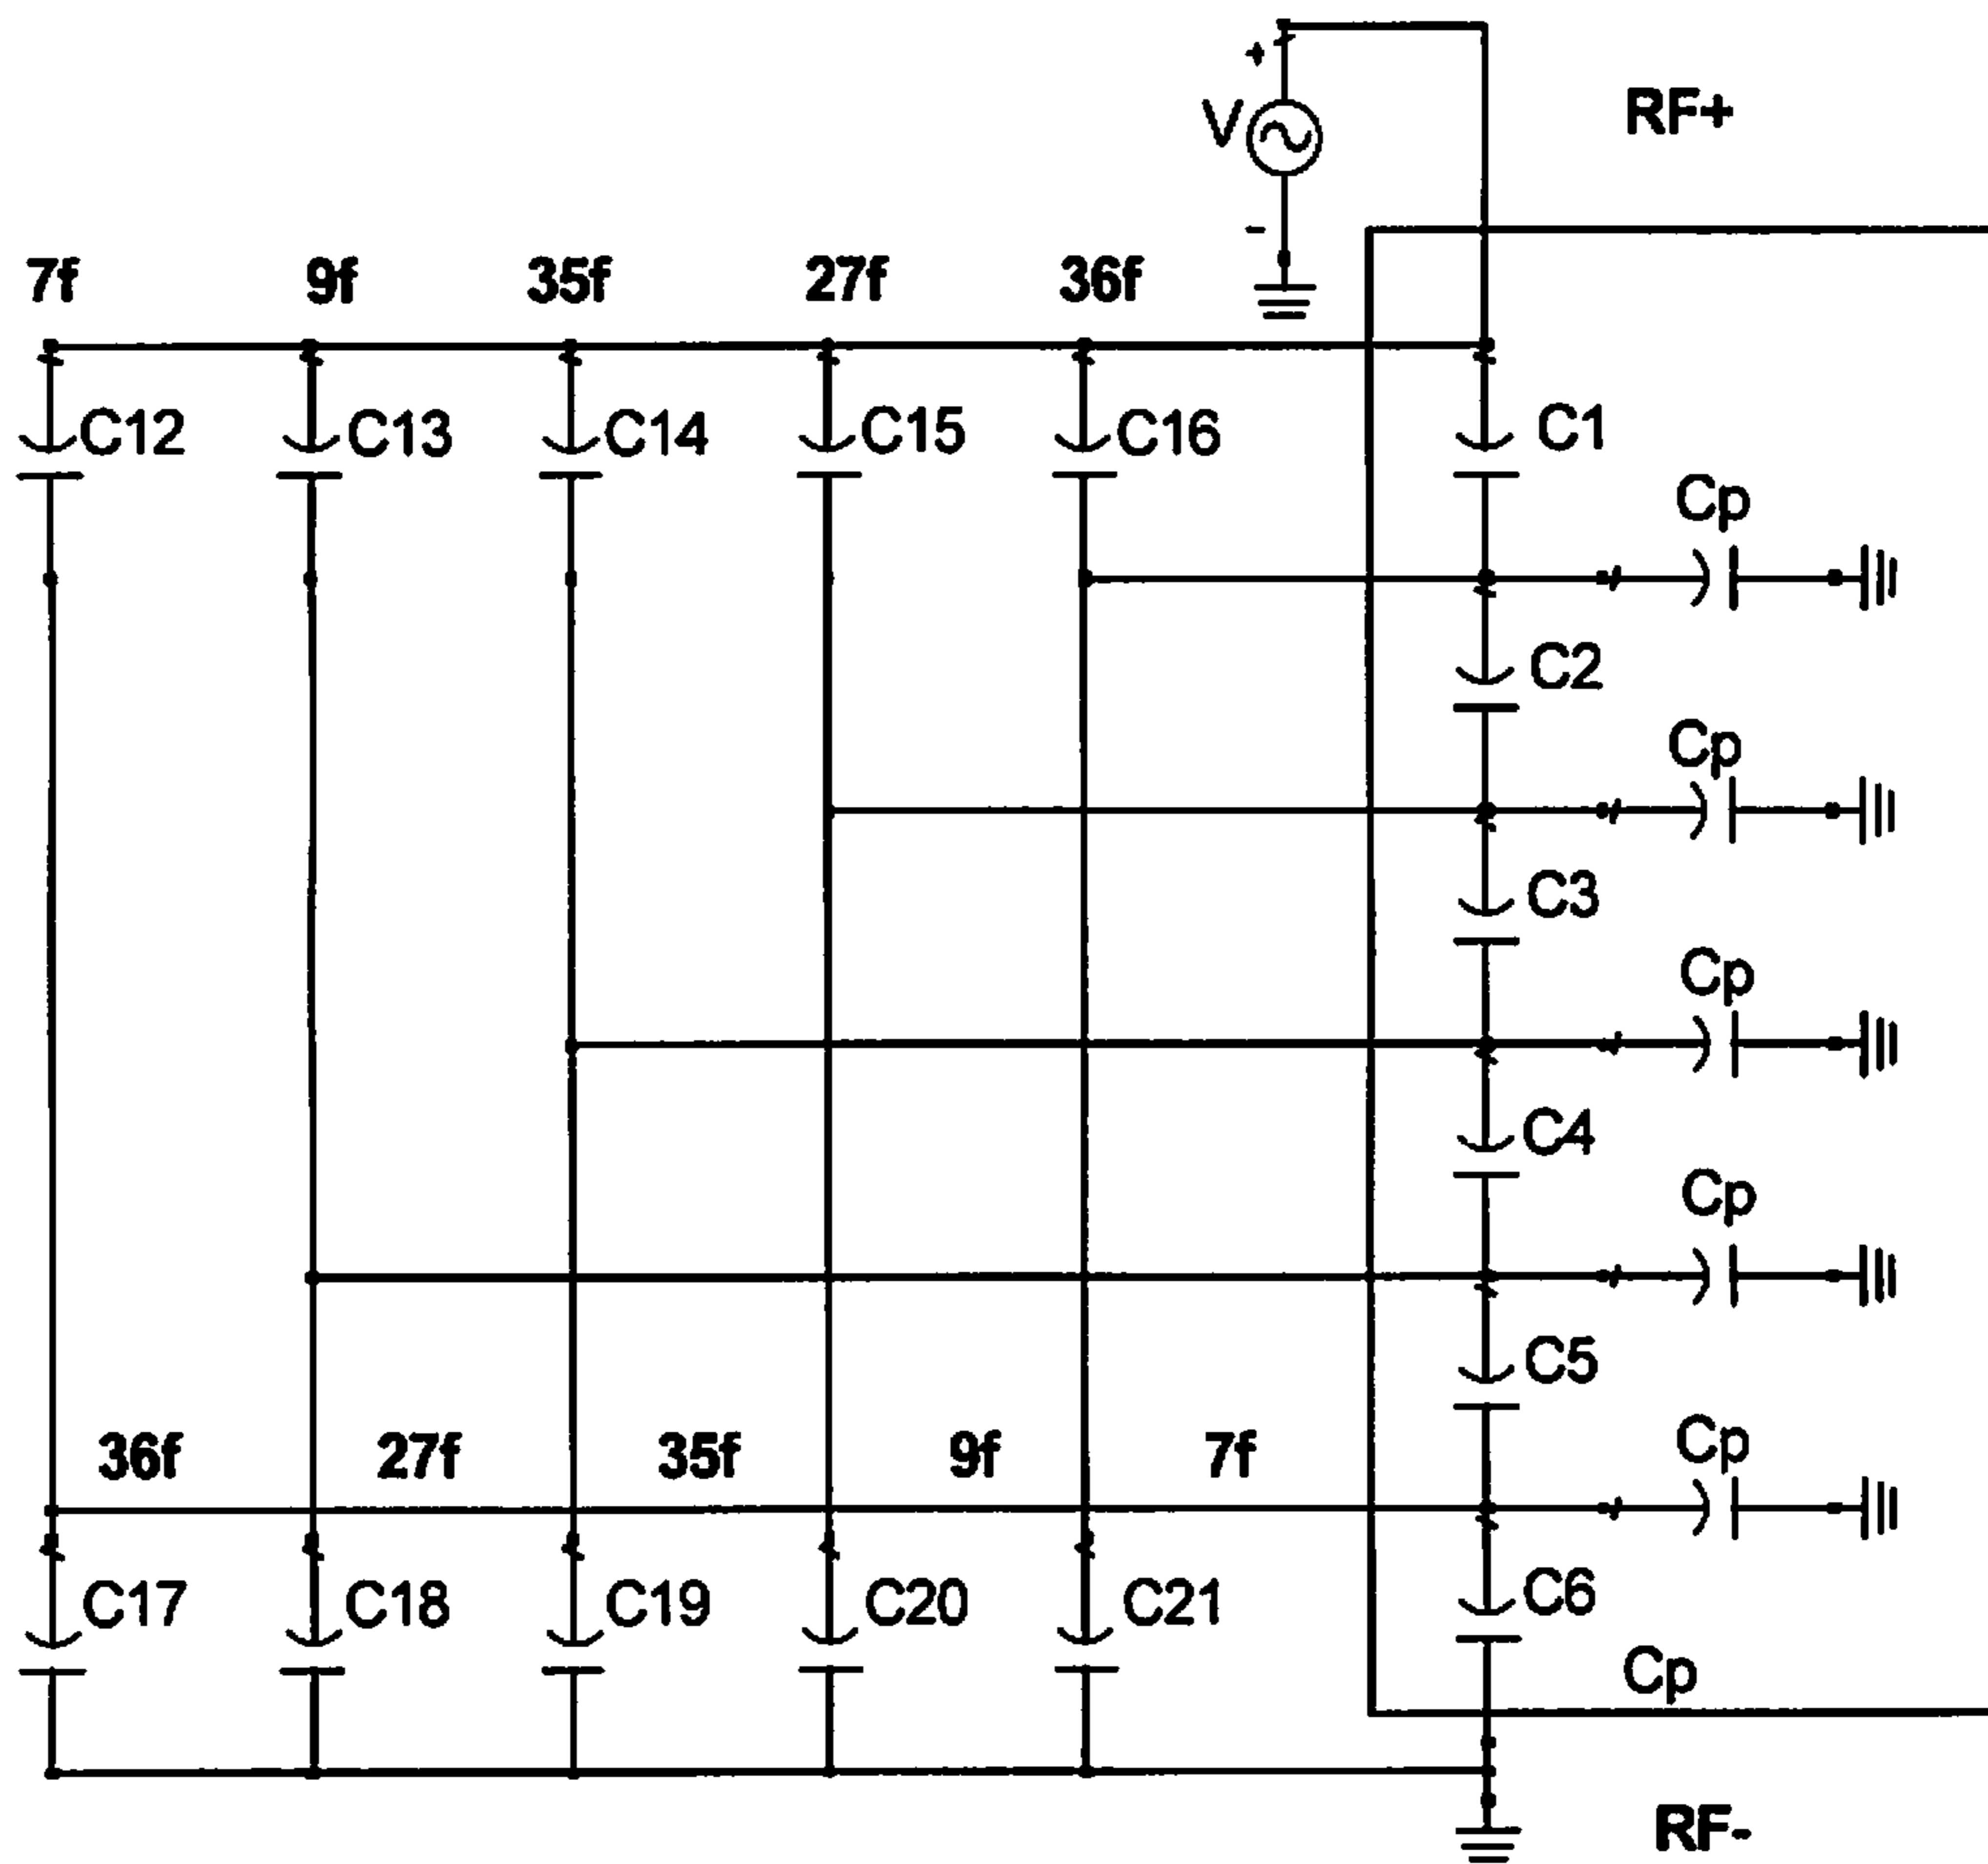 +
RF+
V
-
7f 9f 35f 27f 36f
C12 C13 C14 C15 C16 C1
Cp
C2
Cp
C3
Cp
C4
Cp
C5
36f 27f 35f 9f 7f Cp
C17 C18 C19 C20 C21 C6
Cp
RF-